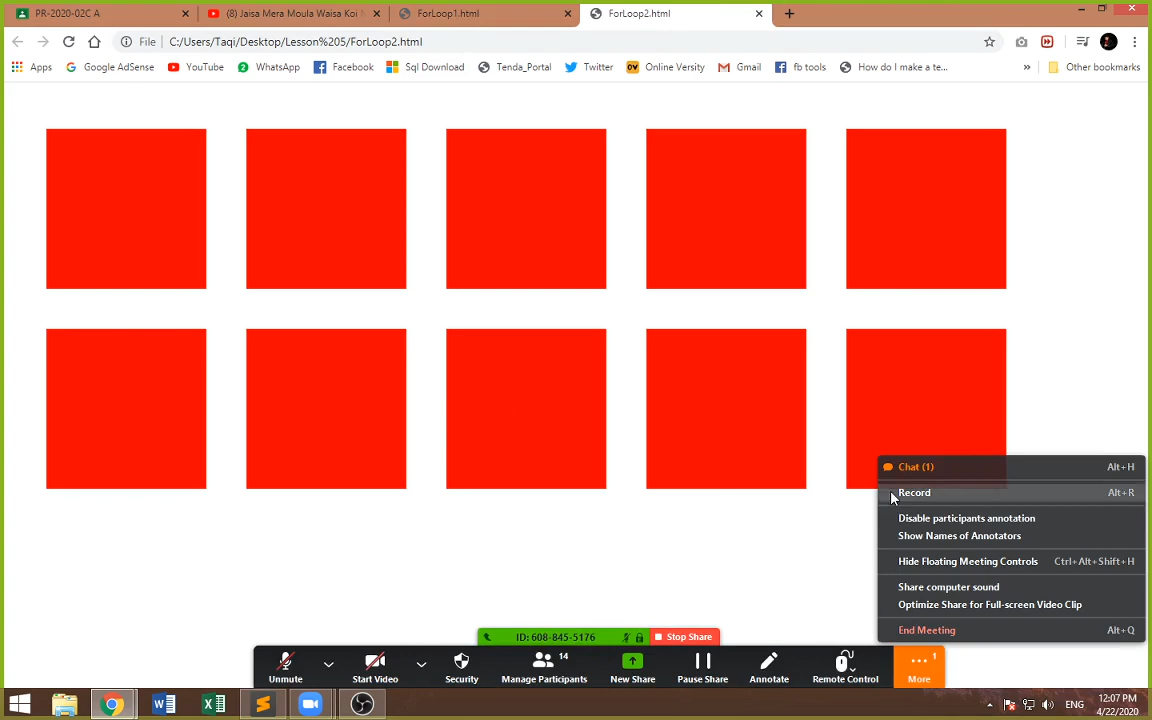 PR-2020-02C A
(8) Jaisa Mera Moula Waisa Koi
ForLoop1.html
ForLoop2.html
File
C:/Users/Taqi/Desktop/Lesson%205/ForLoop2.html
Apps
Google AdSense
YouTube
2 WhatsApp
Facebook
Sql Download
Tenda_Portal
Twitter
OV Online Versity
Gmail
fb tools
How do I make a te...
»
Other bookmarks
Chat (1) Alt+H
Record Alt+R
Disable participants annotation
Show Names of Annotators
Hide Floating Meeting Controls Ctrl+Alt+Shift+H
Share computer sound
Optimize Share for Full-screen Video Clip
End Meeting Alt+Q
ID: 608-845-5176
Stop Share
Unmute
Start Video
Security
14
Manage Participants
New Share
Pause Share
Annotate
Remote Control
1
More
ENG
12:07 PM
4/22/2020